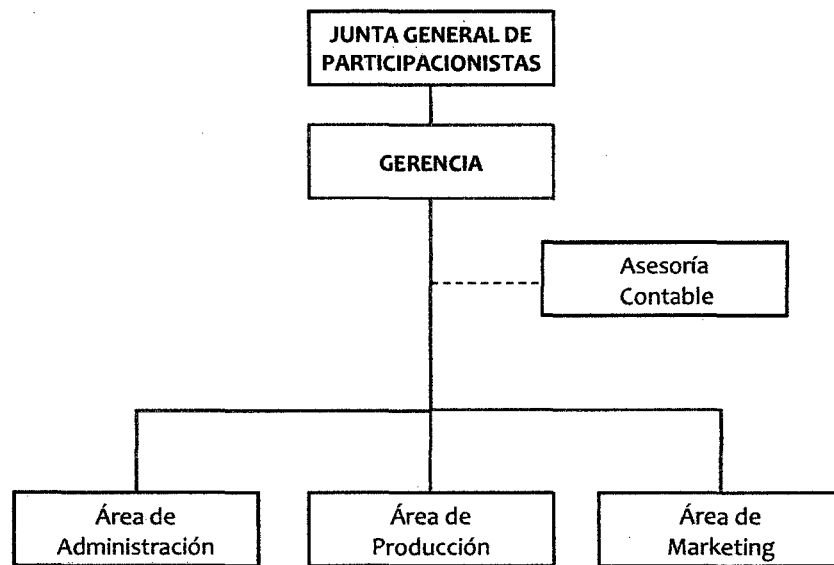 JUNTA GENERAL DE
PARTICIPACIONISTAS
GERENCIA
Asesoría
Contable
Área de
Administración
Área de
Producción
Área de
Marketing